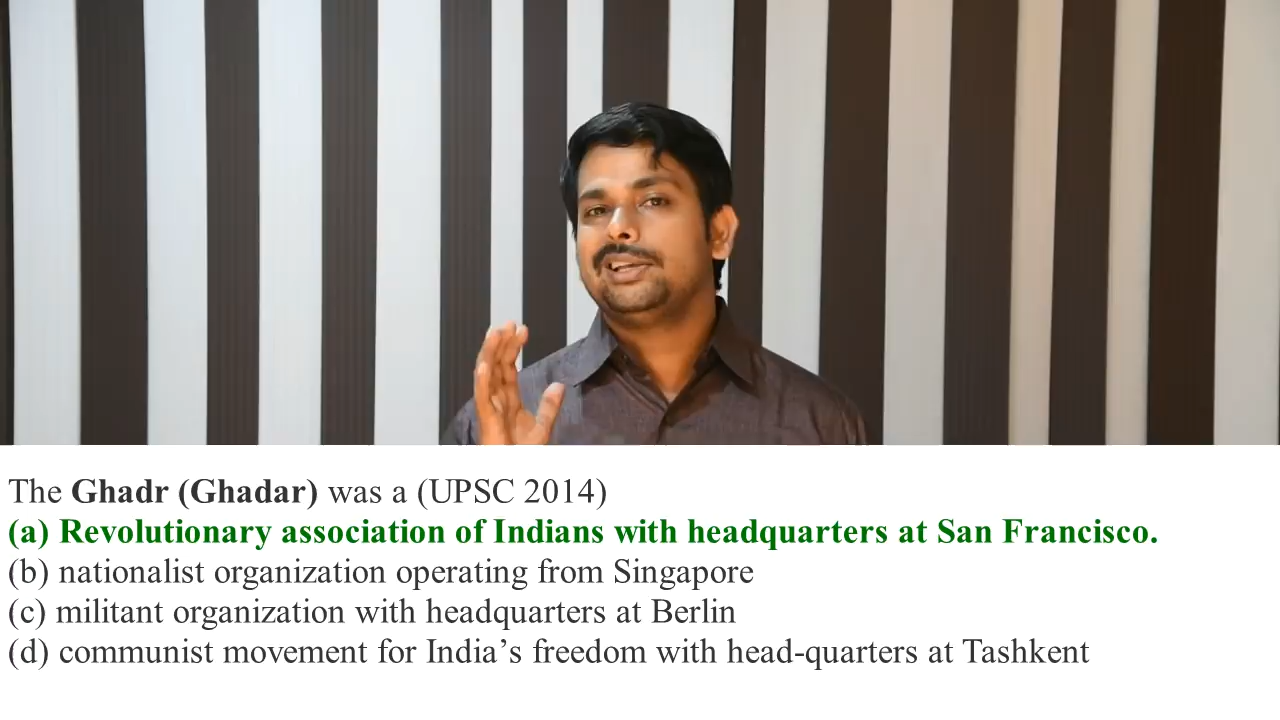 The Ghadr (Ghadar) was a (UPSC 2014)
(a) Revolutionary association of Indians with headquarters at San Francisco.
(b) nationalist organization operating from Singapore
(c) militant organization with headquarters at Berlin
(d) communist movement for India’s freedom with head-quarters at Tashkent